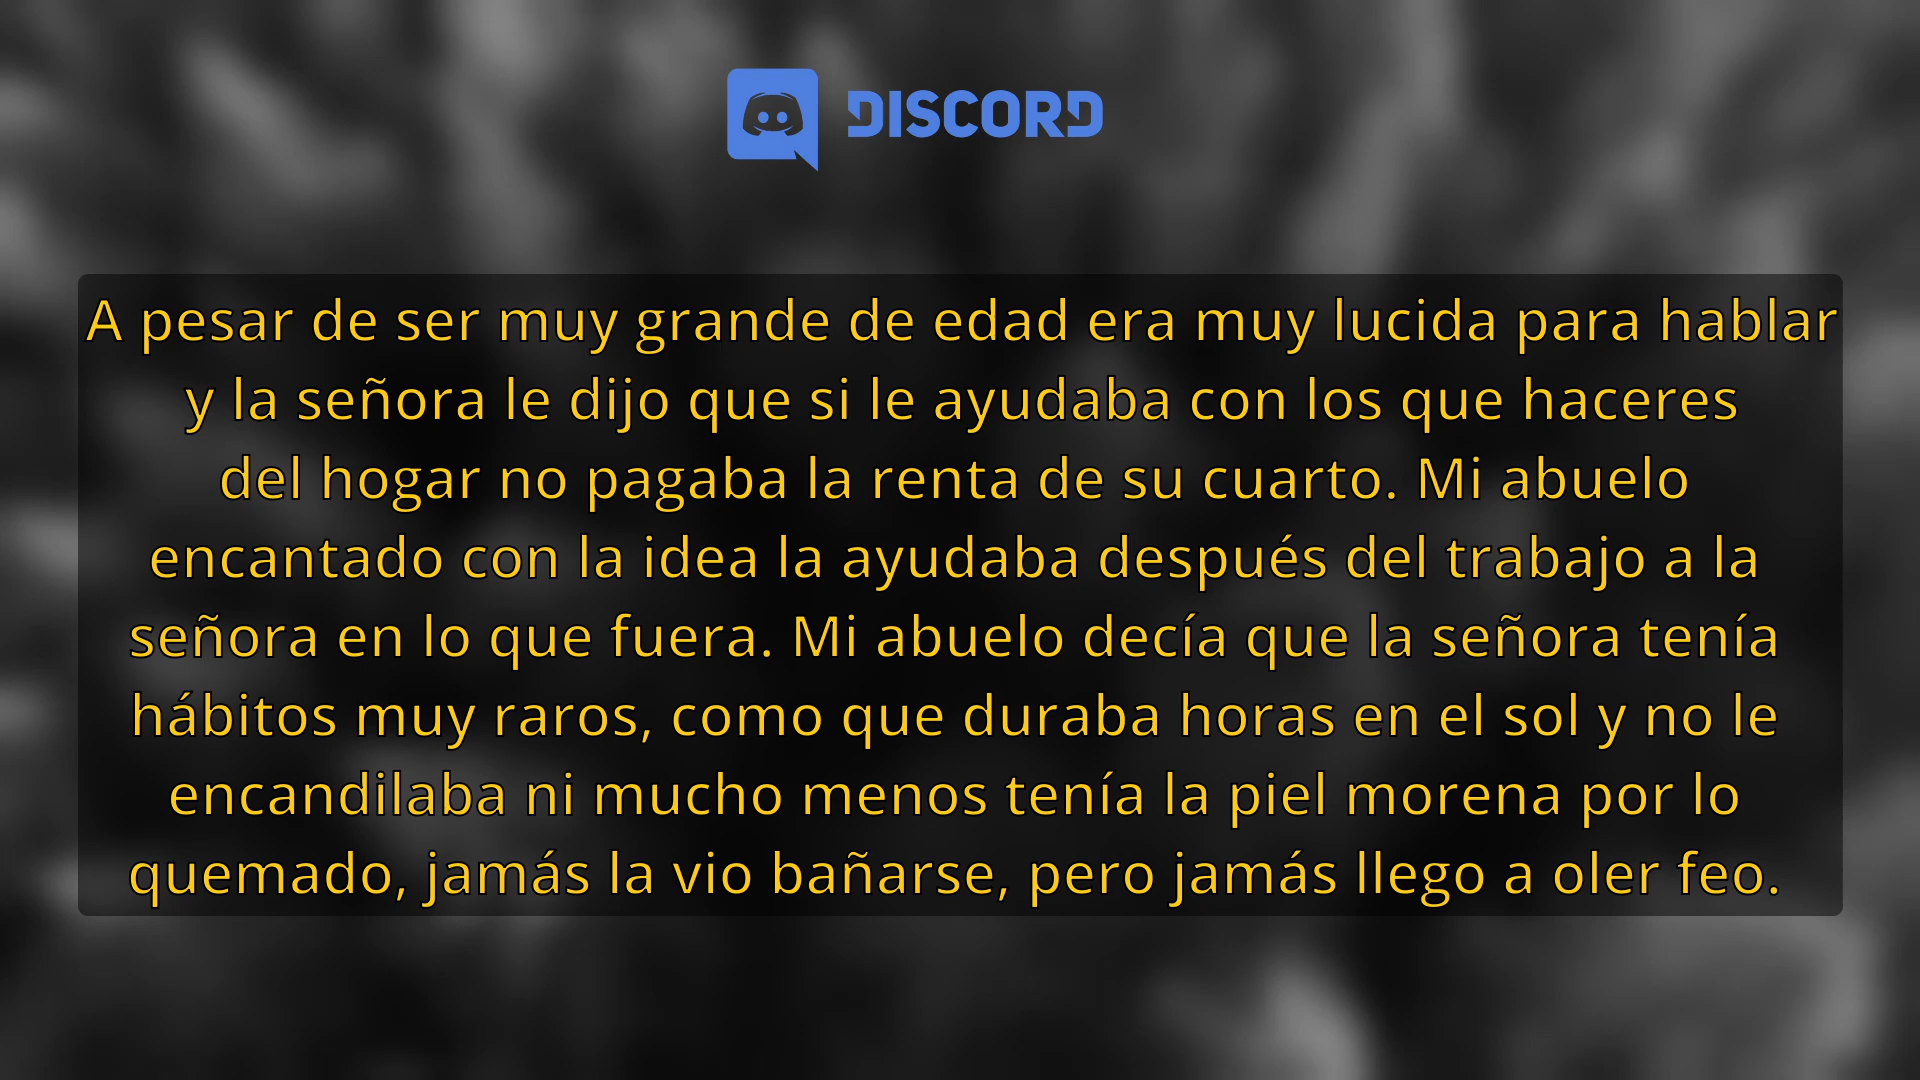 DISCORD
A pesar de ser muy grande de edad era muy lucida para hablar
y la señora le dijo que si le ayudaba con los que haceres
del hogar no pagaba la renta de su cuarto. Mi abuelo
encantado con la idea la ayudaba después del trabajo a la
señora en lo que fuera. Mi abuelo decía que la señora tenía
hábitos muy raros, como que duraba horas en el sol y no le
encandilaba ni mucho menos tenía la piel morena por lo
quemado, jamás la vio bañarse, pero jamás llego a oler feo.